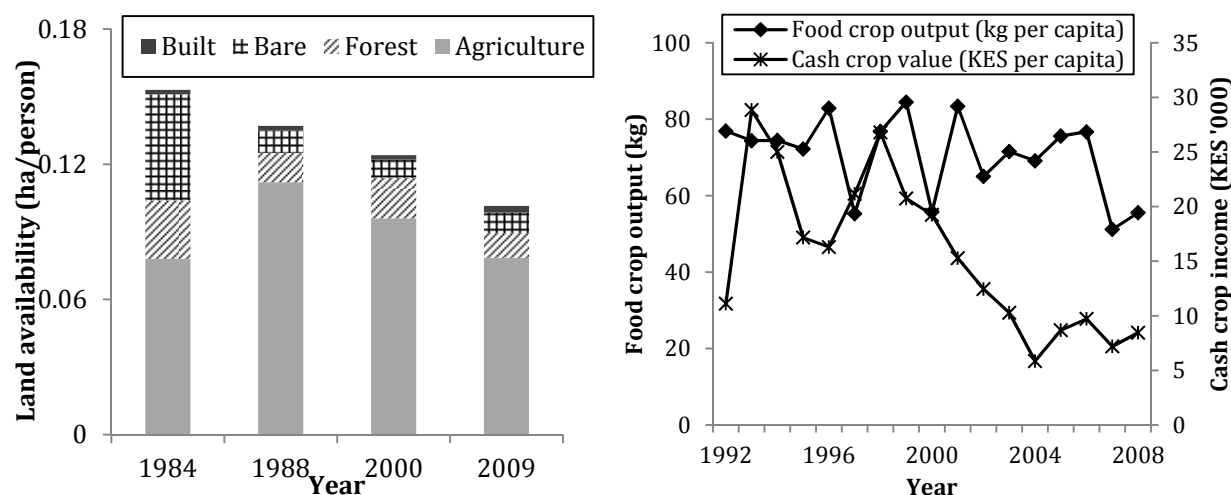 Built Bare Forest Agriculture
0.18
0.12
0.06
0
Land availability (ha/person)
1984 1988 2000 2009
Year
Food crop output (kg per capita)
Cash crop value (KES per capita)
100
80
60
40
20
0
Food crop output (kg)
35
30
25
20
15
10
5
0
Cash crop income (KES '000)
1992 1996 2000 2004 2008
Year